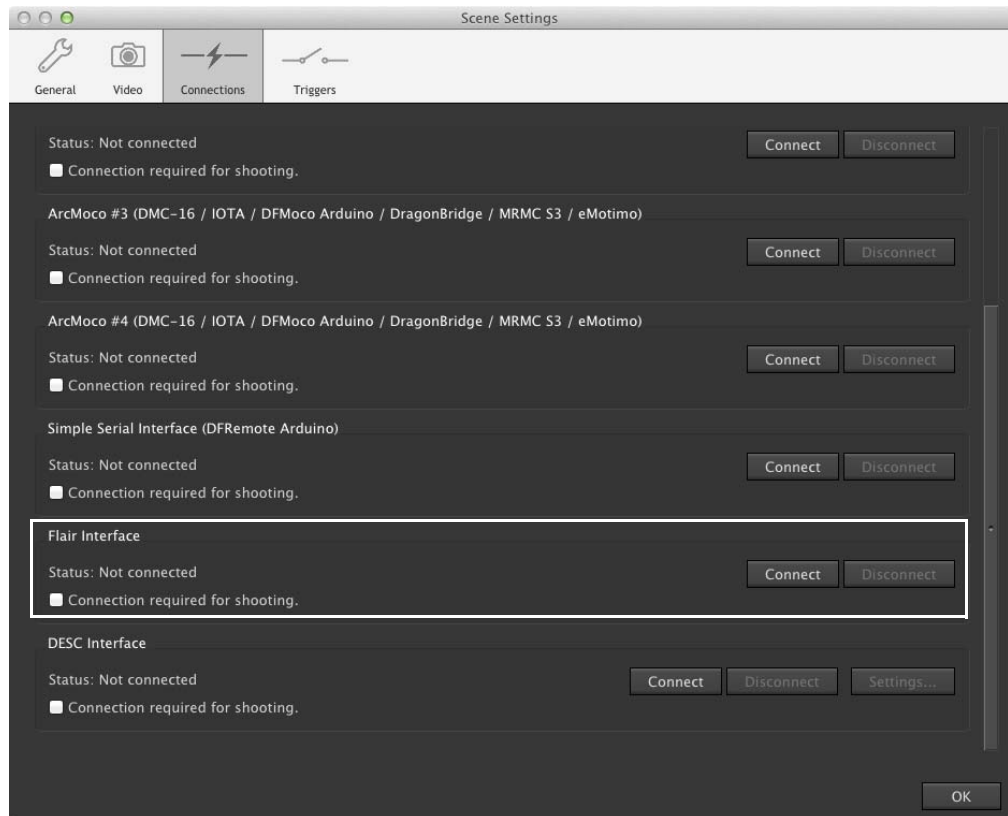 Scene Settings
General Video Connections Triggers
Status: Not connected Connect Disconnect
Connection required for shooting.
ArcMoco #3 (DMC-16 / IOTA / DFMoco Arduino / DragonBridge / MRMC S3 / eMotimo)
Status: Not connected Connect Disconnect
Connection required for shooting.
ArcMoco #4 (DMC-16 / IOTA / DFMoco Arduino / DragonBridge / MRMC S3 / eMotimo)
Status: Not connected Connect Disconnect
Connection required for shooting.
Simple Serial Interface (DFRemote Arduino)
Status: Not connected Connect Disconnect
Connection required for shooting.
Flair Interface
Status: Not connected Connect Disconnect
Connection required for shooting.
DESC Interface
Status: Not connected Connect Disconnect Settings...
Connection required for shooting.
OK